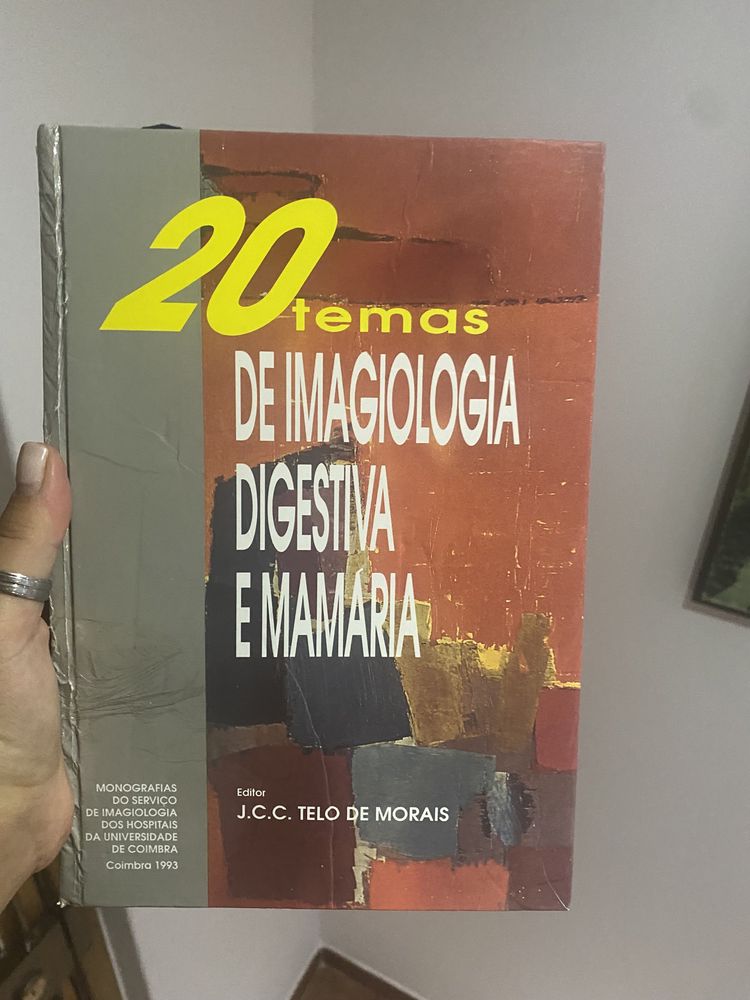 20 temas
DE IMAGIOLOGIA
DIGESTIVA
E MAMÁRIA
Editor
J.C.C. TELO DE MORAIS
MONOGRAFIAS
DO SERVIÇO
DE IMAGIOLOGIA
DOS HOSPITAIS
DA UNIVERSIDADE
DE COIMBRA
Coimbra 1993